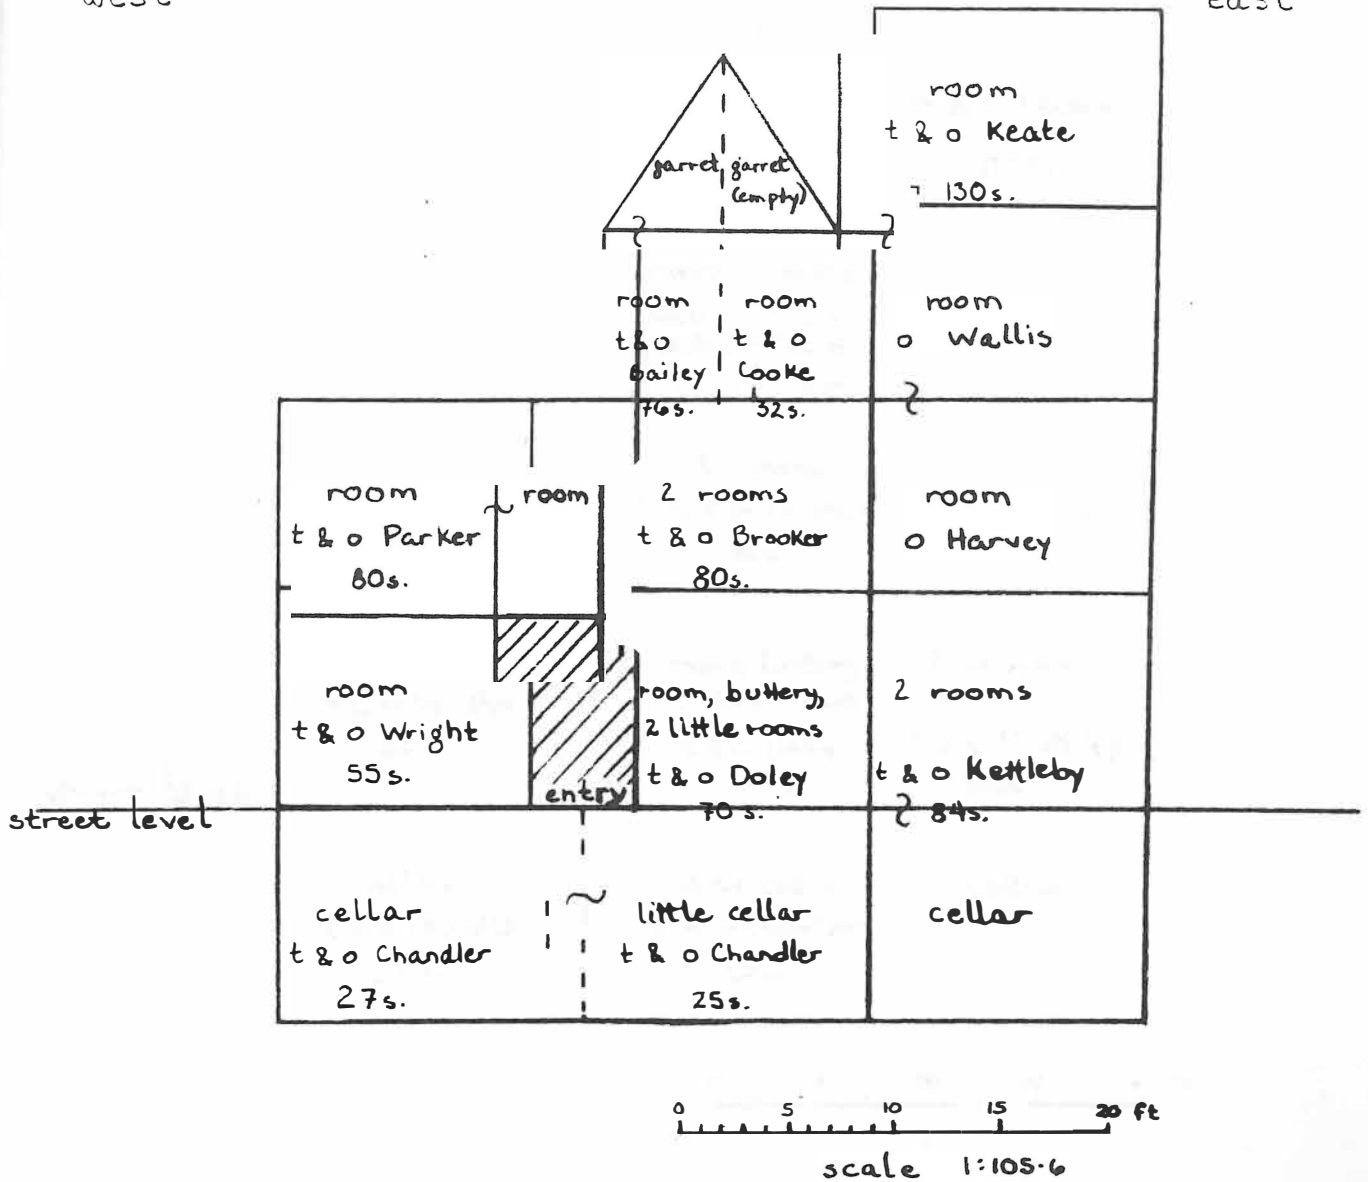 west
east
room
t & o Keate
130s.
garret
garret
(empty)
room
t & o
Bailey
76s.
room
t & o
Cooke
32s.
room
o Wallis
room
t & o Parker
80s.
room
2 rooms
t & o Brooker
80s.
room
o Harvey
room
t & o Wright
55s.
entry
room, buttery,
2 little rooms
t & o Doley
70s.
2 rooms
t & o Kettleby
84s.
street level
cellar
t & o Chandler
27s.
little cellar
t & o Chandler
25s.
cellar
0 5 10 15 20 ft
scale 1:105·6